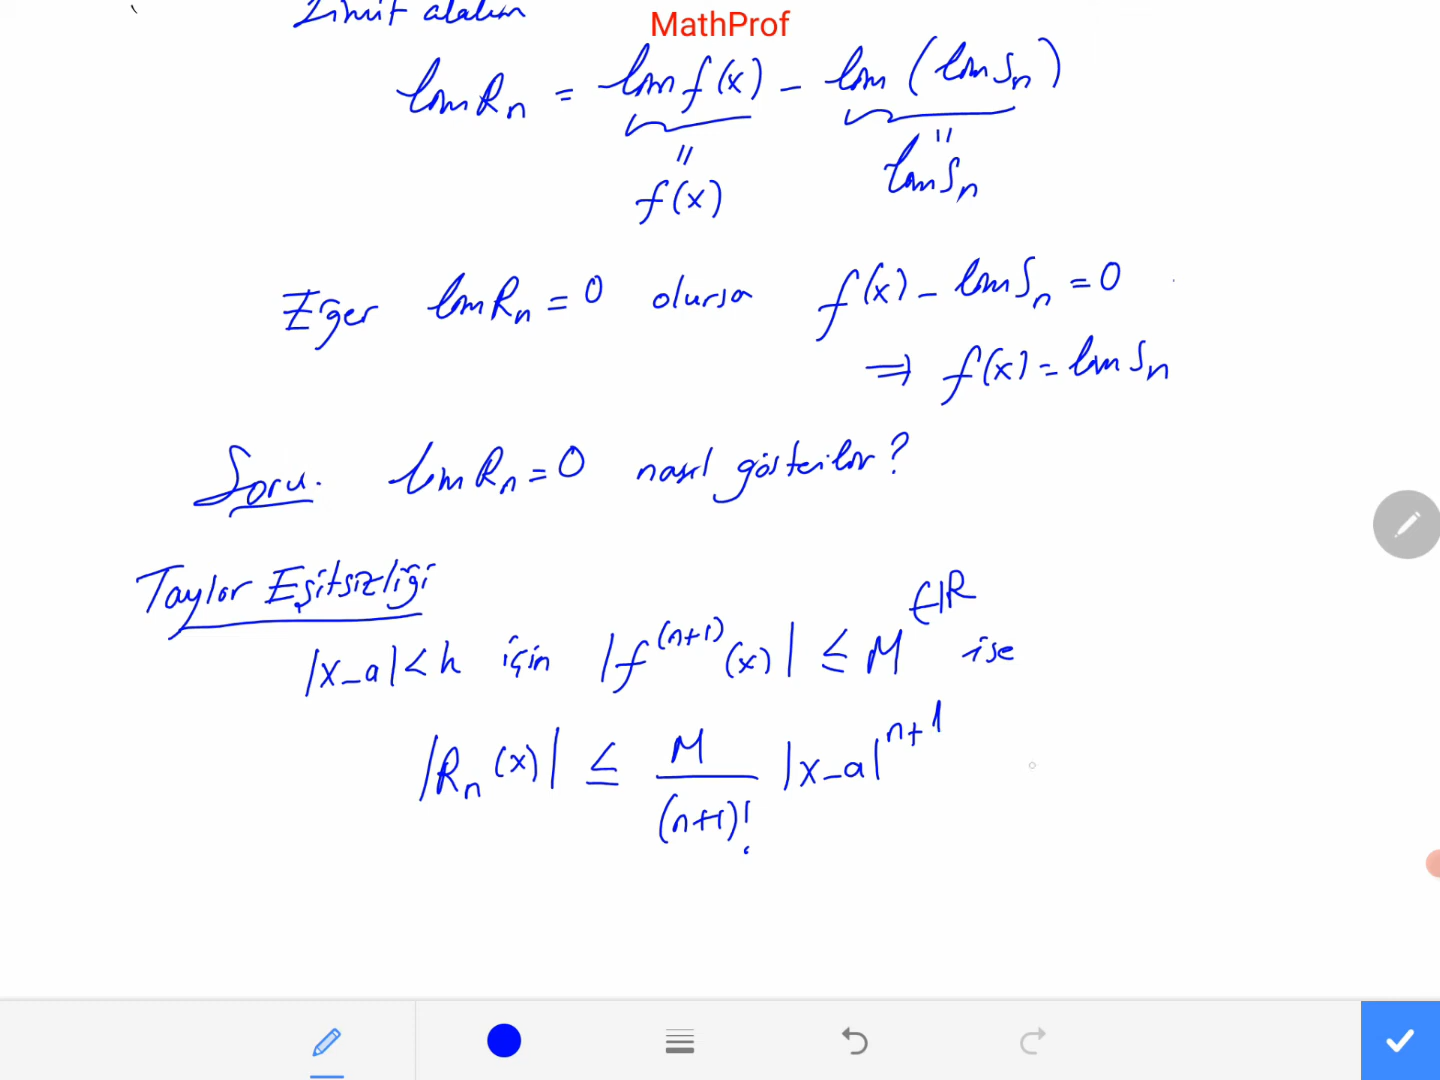 Limit alalım
MathProf
lim Rn = lim f(x) - lim (lim Sn)
= =
f(x) lim Sn
Eğer lim Rn = 0 olursa f(x) - lim Sn = 0
⇒ f(x) = lim Sn
Soru. lim Rn = 0 nasıl gösterilir?
Taylor Eşitsizliği
|x-a| < h için |f^(n+1)(x)| ≤ M ∈ℝ ise
|Rn(x)| ≤ M/(n+1)! |x-a|^n+1